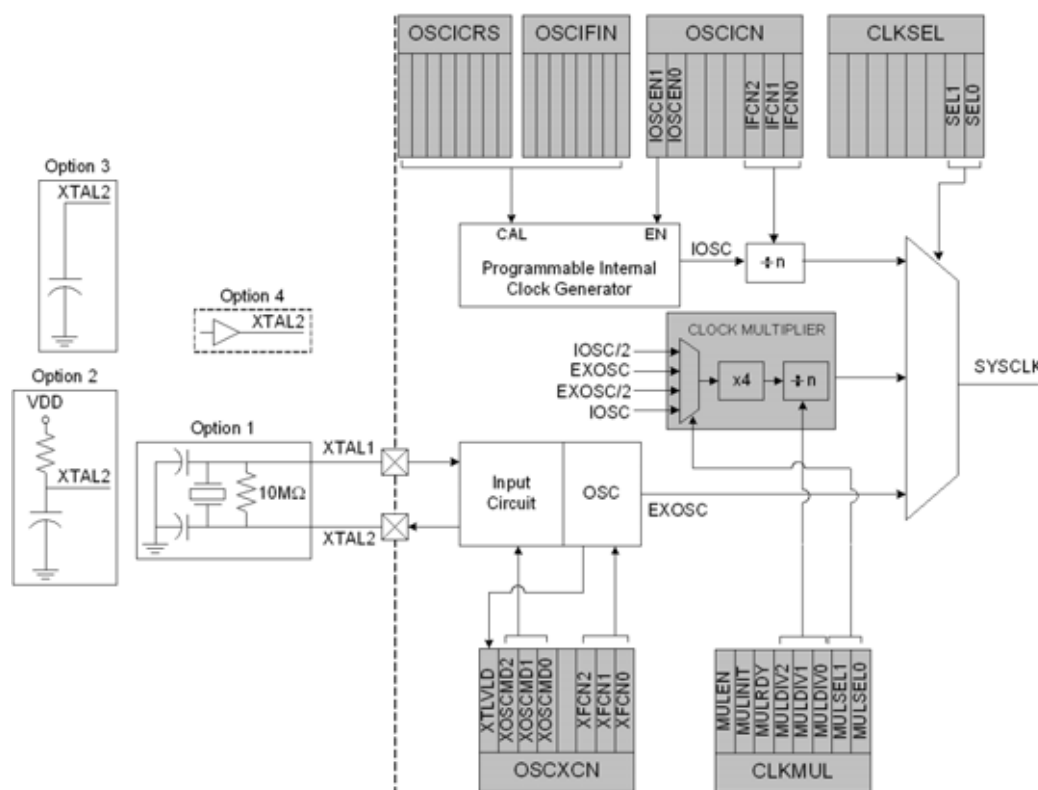 OSCICRS
OSCIFIN
OSCICN
CLKSEL
IOSCEN1
IOSCEN0
IFCN2
IFCN1
IFCN0
SEL1
SEL0
Option 3
XTAL2
CAL
EN
Programmable Internal
Clock Generator
IOSC
÷ n
Option 4
XTAL2
CLOCK MULTIPLIER
IOSC/2
EXOSC
EXOSC/2
IOSC
x4
÷ n
SYSCLK
Option 2
VDD
XTAL2
Option 1
10MΩ
XTAL1
XTAL2
Input
Circuit
OSC
EXOSC
XTLVLD
XOSCMD2
XOSCMD1
XOSCMD0
XFCN2
XFCN1
XFCN0
OSCXCN
MULEN
MULINIT
MULRDY
MULDIV2
MULDIV1
MULDIV0
MULSEL1
MULSEL0
CLKMUL